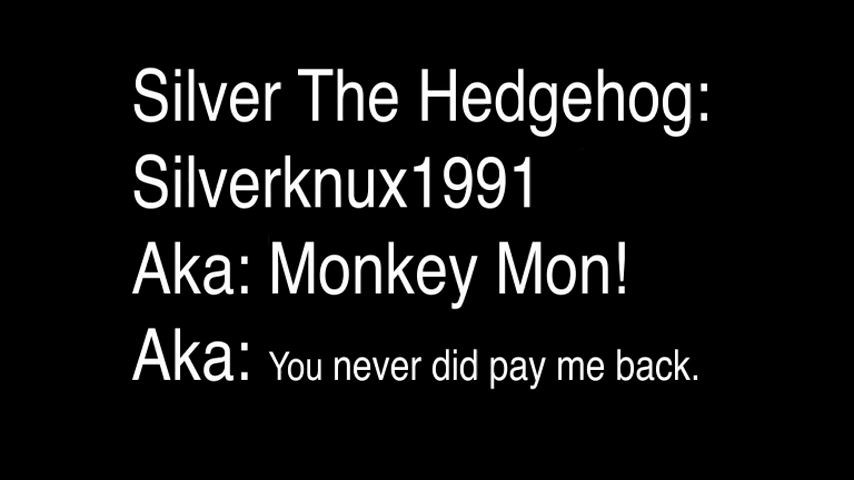 Silver The Hedgehog:
Silverknux1991
Aka: Monkey Mon!
Aka: You never did pay me back.